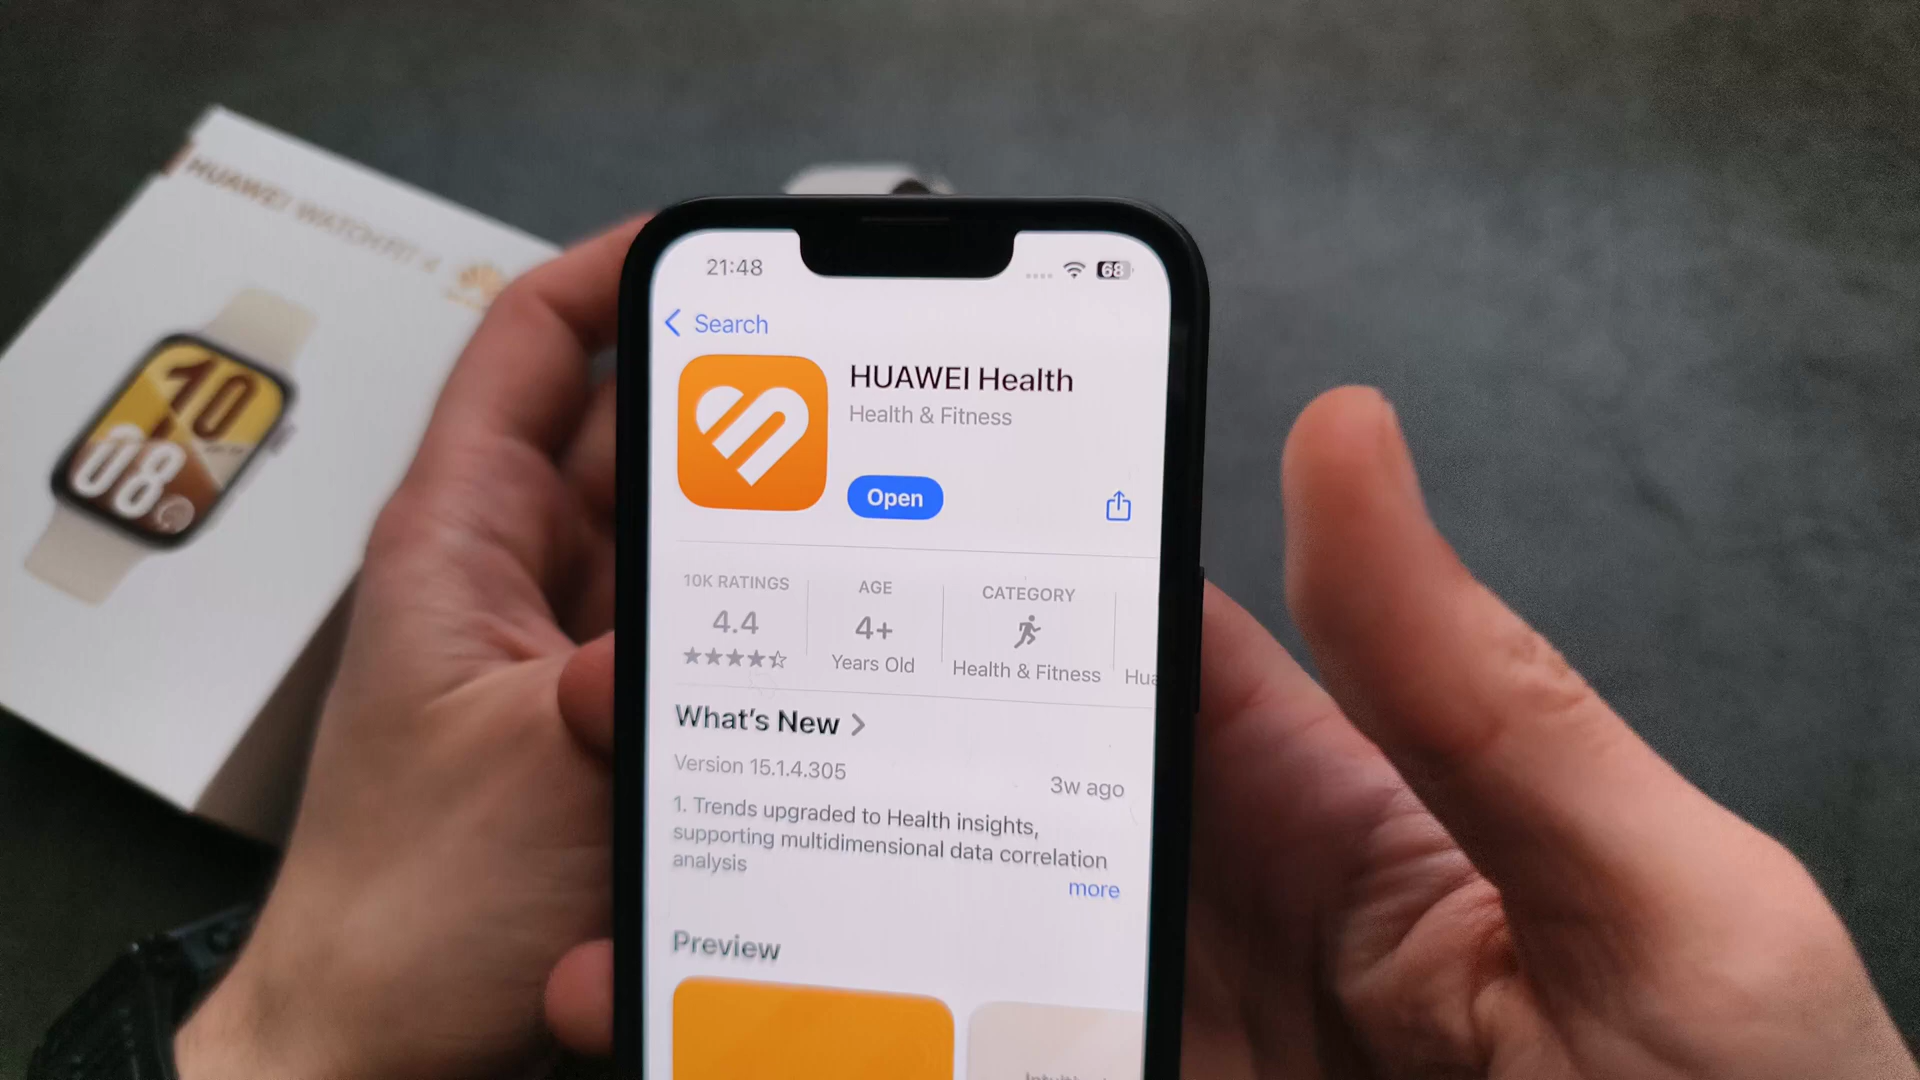 HUAWEI WATCH FIT 4
10
08
21:48
68
Search
HUAWEI Health
Health & Fitness
Open
10K RATINGS
4.4
AGE
4+
Years Old
CATEGORY
Health & Fitness
Hua
What's New
Version 15.1.4.305
3w ago
1. Trends upgraded to Health insights,
supporting multidimensional data correlation
analysis
more
Preview